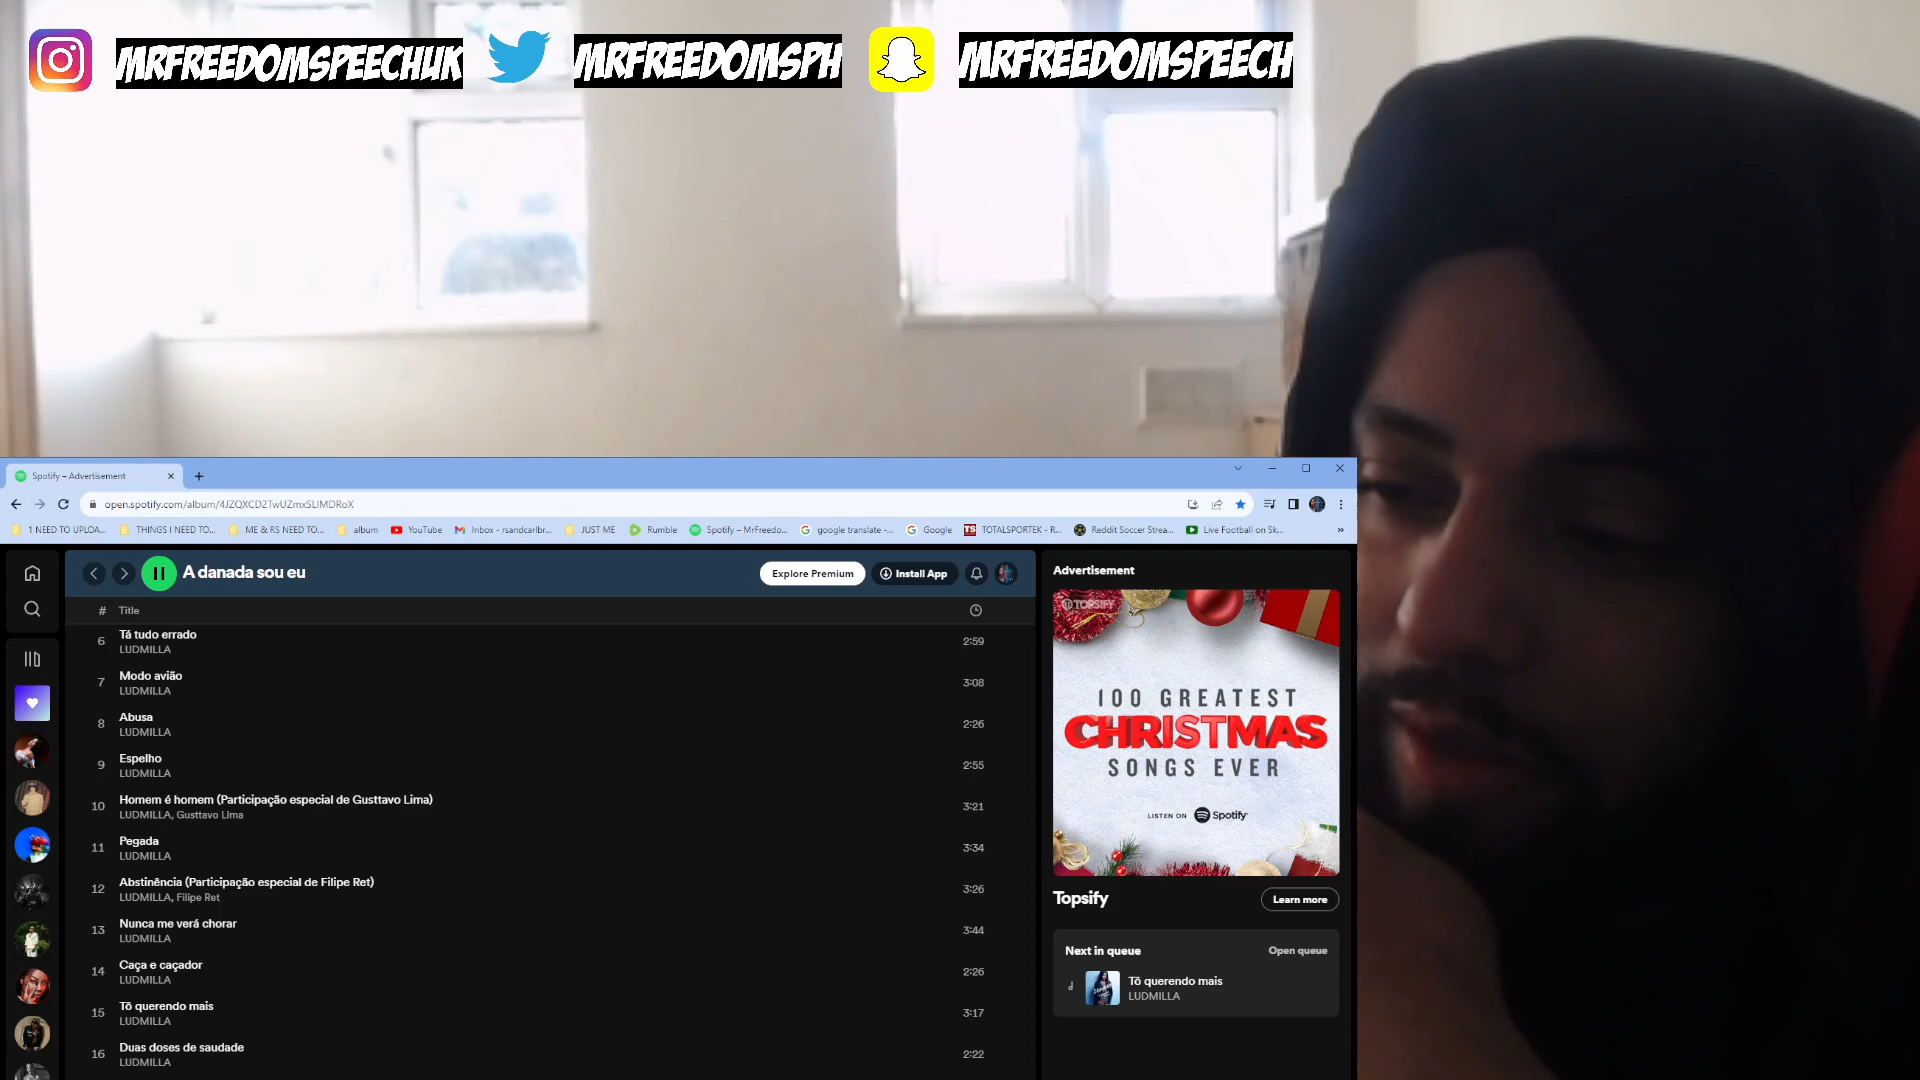 MRFREEDOMSPEECHUK
MRFREEDOMSPH
MRFREEDOMSPEECH
Spotify – Advertisement
open.spotify.com/album/4JZQXCD2TwUZmxSLIMDRoX
1 NEED TO UPLOA...
THINGS I NEED TO...
ME & RS NEED TO...
album
YouTube
Inbox - rsandcarlbr...
JUST ME
Rumble
Spotify – MrFreedo...
google translate -...
Google
TS
TOTALSPORTEK - R...
Reddit Soccer Strea...
Live Football on Sk...
A danada sou eu
Explore Premium
Install App
# Title
6 Tá tudo errado 2:59
LUDMILLA
7 Modo avião 3:08
LUDMILLA
8 Abusa 2:26
LUDMILLA
9 Espelho 2:55
LUDMILLA
10 Homem é homem (Participação especial de Gusttavo Lima) 3:21
LUDMILLA, Gusttavo Lima
11 Pegada 3:34
LUDMILLA
12 Abstinência (Participação especial de Filipe Ret) 3:26
LUDMILLA, Filipe Ret
13 Nunca me verá chorar 3:44
LUDMILLA
14 Caça e caçador 2:26
LUDMILLA
15 Tô querendo mais 3:17
LUDMILLA
16 Duas doses de saudade 2:22
LUDMILLA
Advertisement
TOPSIFY
100 GREATEST
CHRISTMAS
SONGS EVER
LISTEN ON Spotify
Topsify
Learn more
Next in queue
Open queue
Tô querendo mais
LUDMILLA